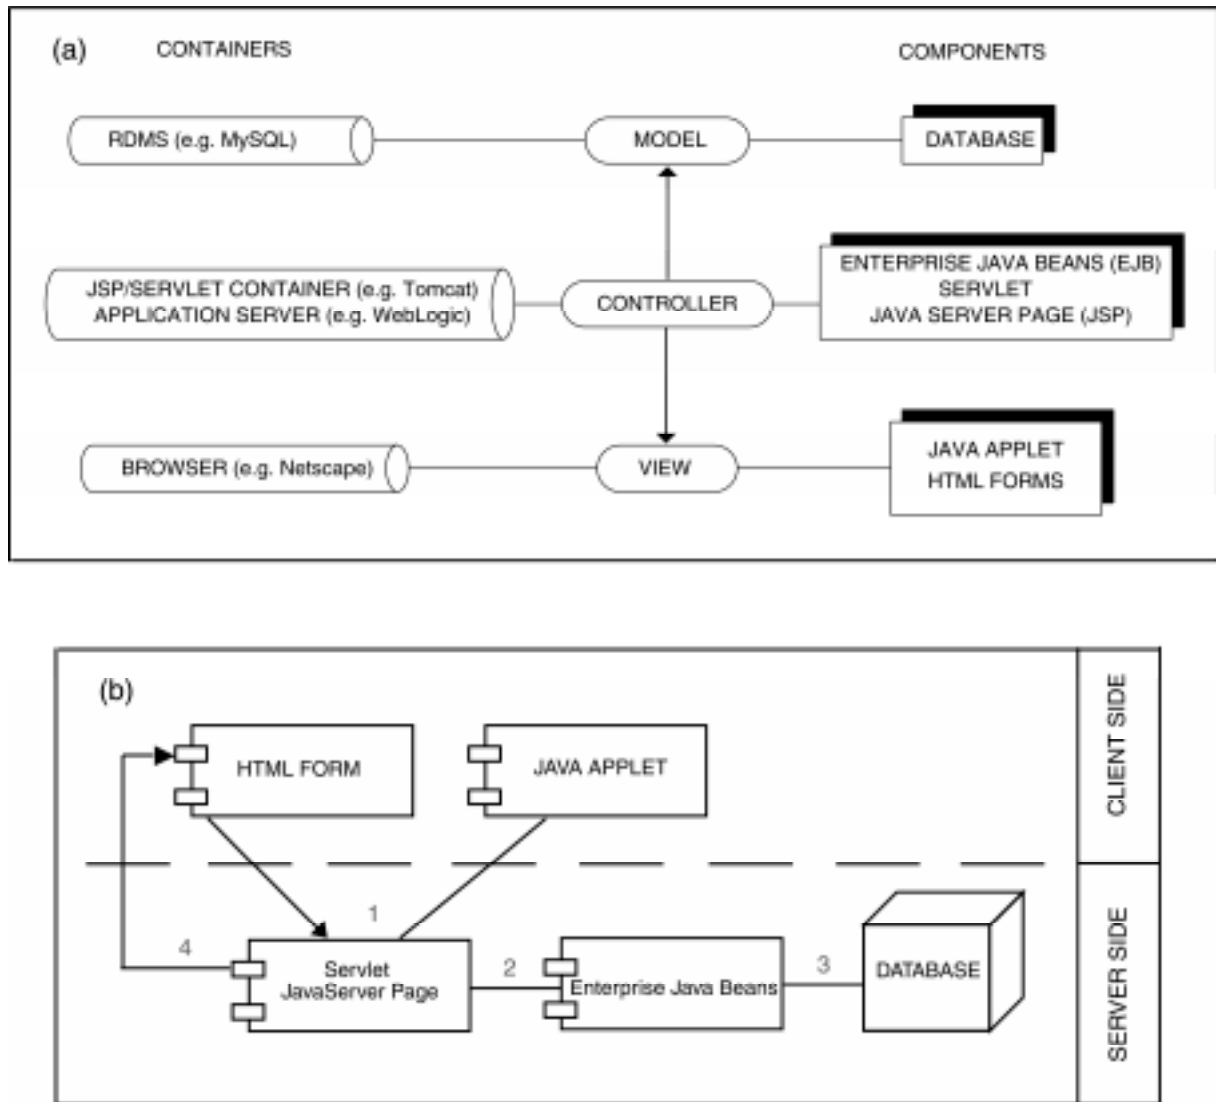 (a)
CONTAINERS
COMPONENTS
RDMS (e.g. MySQL)
MODEL
DATABASE
JSP/SERVLET CONTAINER (e.g. Tomcat)
APPLICATION SERVER (e.g. WebLogic)
CONTROLLER
ENTERPRISE JAVA BEANS (EJB)
SERVLET
JAVA SERVER PAGE (JSP)
BROWSER (e.g. Netscape)
VIEW
JAVA APPLET
HTML FORMS
(b)
HTML FORM
JAVA APPLET
CLIENT SIDE
1
4
Servlet
JavaServer Page
2
Enterprise Java Beans
3
DATABASE
SERVER SIDE